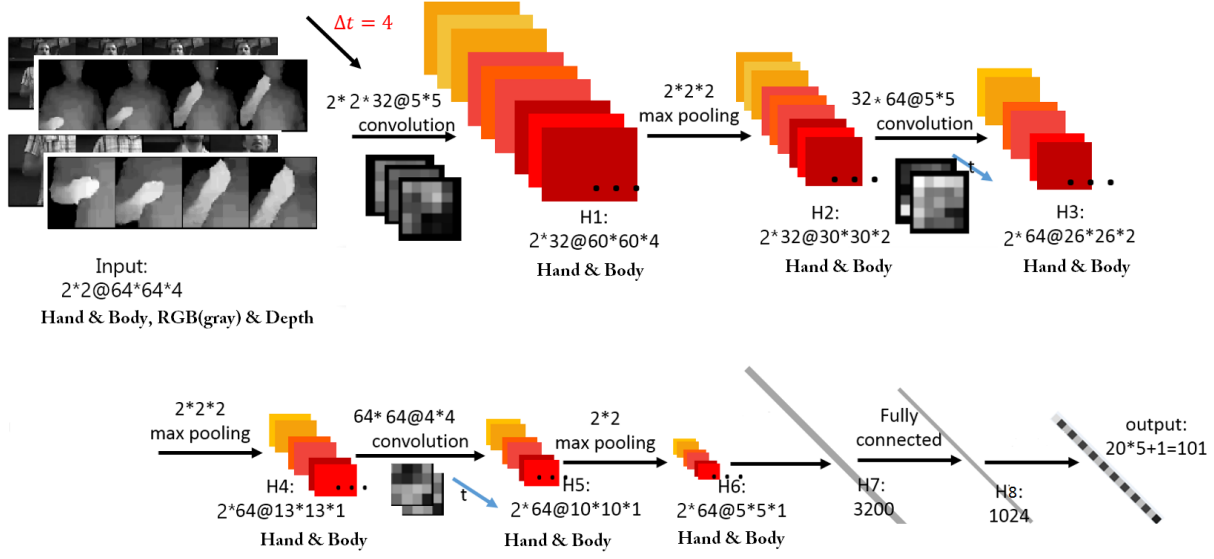 Δt = 4
2*2*32@5*5
convolution
2*2*2
max pooling
32*64@5*5
convolution
t
H1:
2*32@60*60*4
Hand & Body
H2:
2*32@30*30*2
Hand & Body
H3:
2*64@26*26*2
Hand & Body
Input:
2*2@64*64*4
Hand & Body, RGB(gray) & Depth
2*2*2
max pooling
64*64@4*4
convolution
t
2*2
max pooling
Fully
connected
output:
20*5+1=101
H4:
2*64@13*13*1
Hand & Body
H5:
2*64@10*10*1
Hand & Body
H6:
2*64@5*5*1
Hand & Body
H7:
3200
H8:
1024